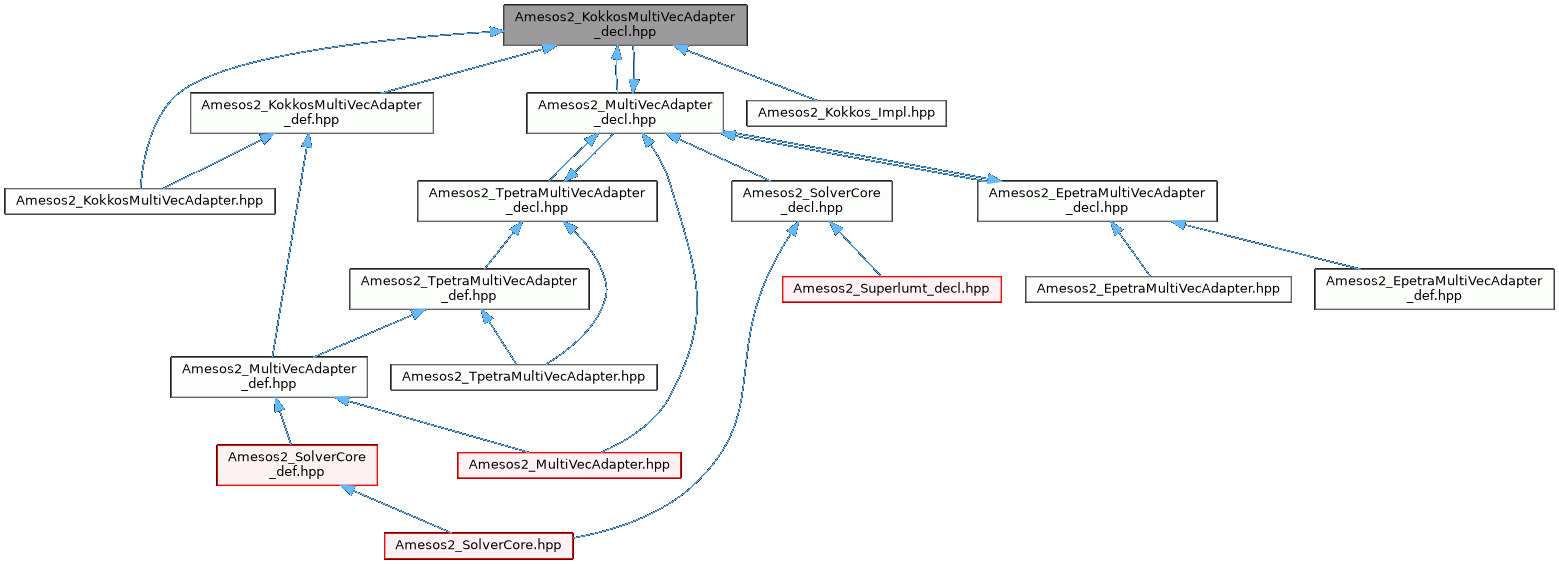 Amesos2_KokkosMultiVecAdapter
_decl.hpp
Amesos2_KokkosMultiVecAdapter
_def.hpp
Amesos2_MultiVecAdapter
_decl.hpp
Amesos2_Kokkos_Impl.hpp
Amesos2_KokkosMultiVecAdapter.hpp
Amesos2_TpetraMultiVecAdapter
_decl.hpp
Amesos2_SolverCore
_decl.hpp
Amesos2_EpetraMultiVecAdapter
_decl.hpp
Amesos2_TpetraMultiVecAdapter
_def.hpp
Amesos2_Superlumt_decl.hpp
Amesos2_EpetraMultiVecAdapter.hpp
Amesos2_EpetraMultiVecAdapter
_def.hpp
Amesos2_MultiVecAdapter
_def.hpp
Amesos2_TpetraMultiVecAdapter.hpp
Amesos2_SolverCore
_def.hpp
Amesos2_MultiVecAdapter.hpp
Amesos2_SolverCore.hpp